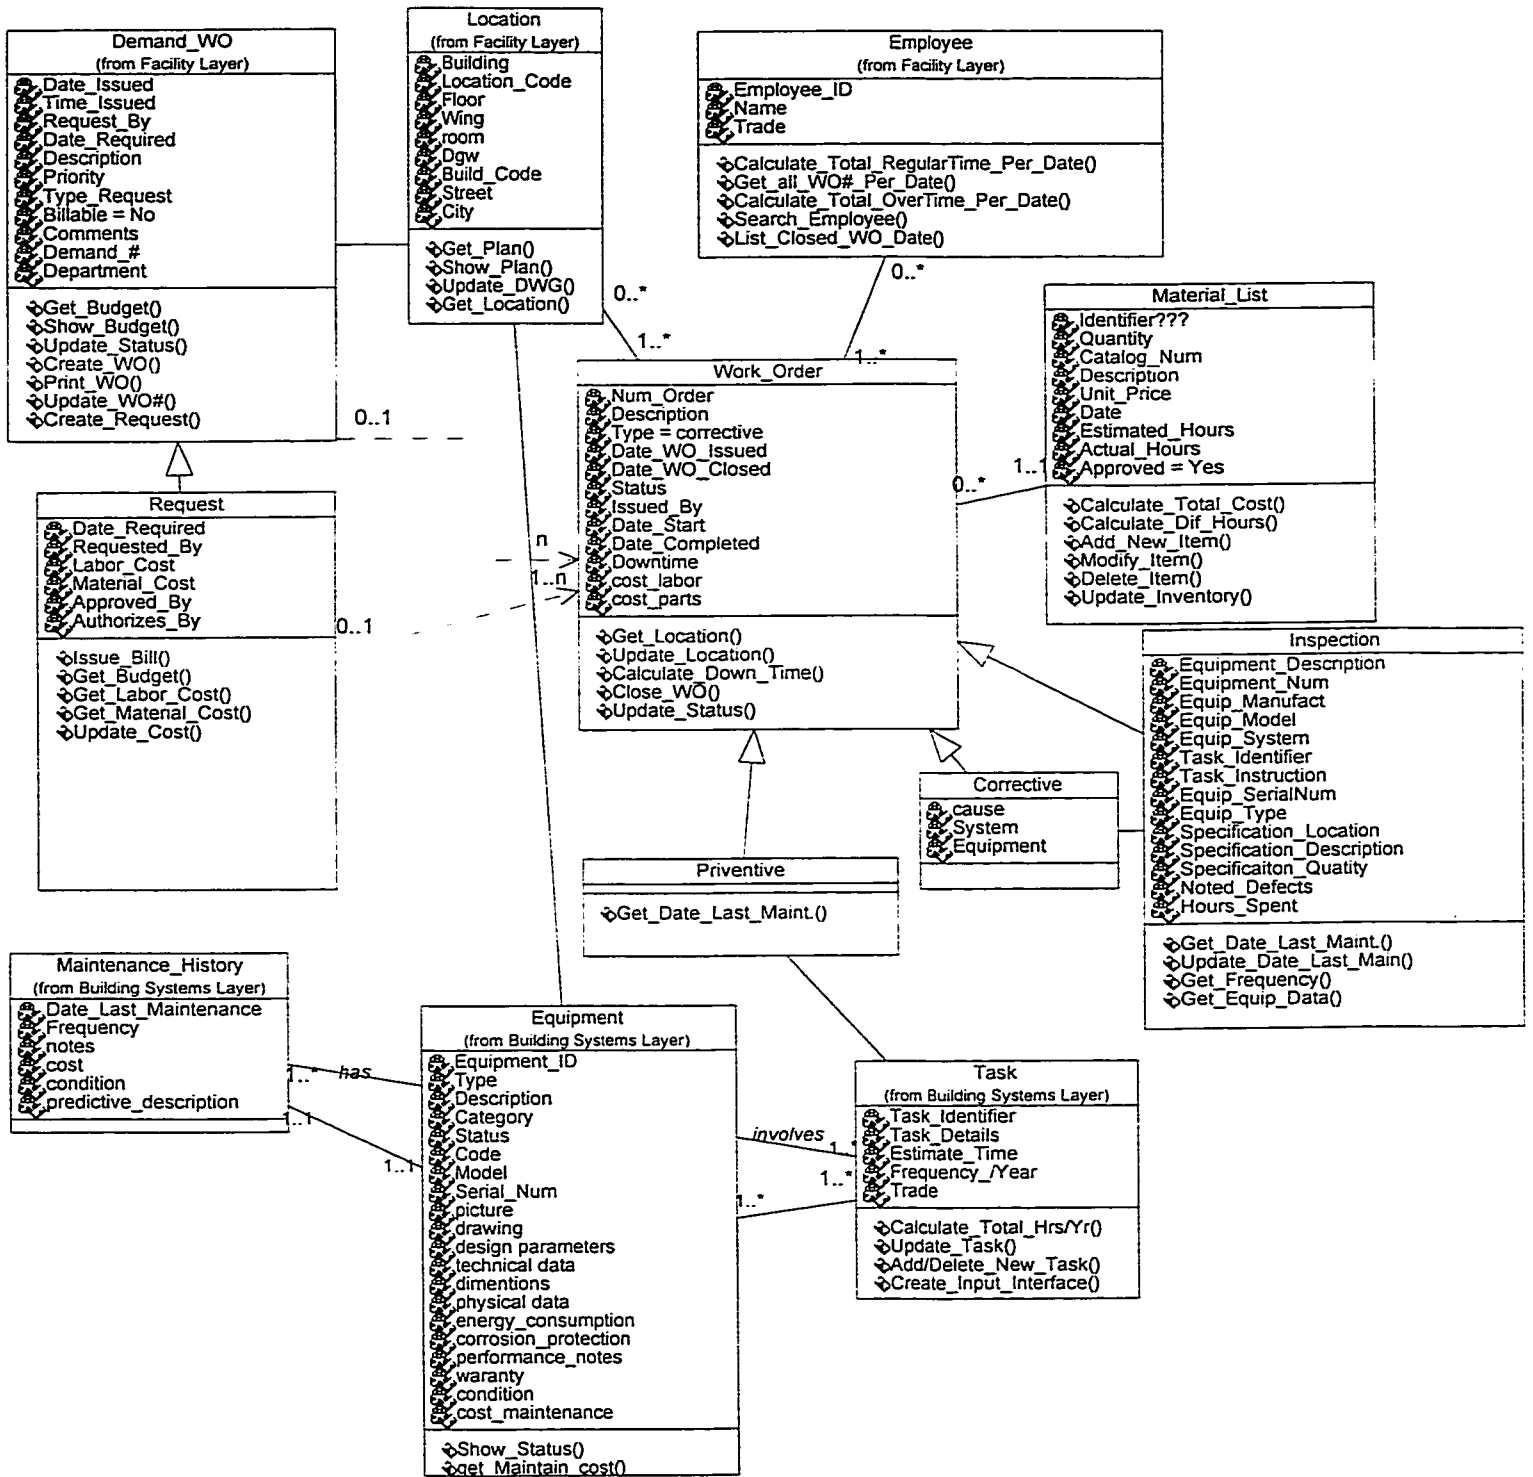 Demand_WO
(from Facility Layer)
Date_Issued
Time_Issued
Request_By
Date_Required
Description
Priority
Type_Request
Billable = No
Comments
Demand_#
Department
Get_Budget()
Show_Budget()
Update_Status()
Create_WO()
Print_WO()
Update_WO#()
Create_Request()
Location
(from Facility Layer)
Building
Location_Code
Floor
Wing
room
Dgw
Build_Code
Street
City
Get_Plan()
Show_Plan()
Update_DWG()
Get_Location()
Employee
(from Facility Layer)
Employee_ID
Name
Trade
Calculate_Total_RegularTime_Per_Date()
Get_all_WO#_Per_Date()
Calculate_Total_OverTime_Per_Date()
Search_Employee()
List_Closed_WO_Date()
0..*
1..*
0..*
1..*
Material_List
Identifier???
Quantity
Catalog_Num
Description
Unit_Price
Date
Estimated_Hours
Actual_Hours
Approved = Yes
Calculate_Total_Cost()
Calculate_Dif_Hours()
Add_New_Item()
Modify_Item()
Delete_Item()
Update_Inventory()
1..1
0..*
Work_Order
Num_Order
Description
Type = corrective
Date_WO_Issued
Date_WO_Closed
Status
Issued_By
Date_Start
Date_Completed
Downtime
cost_labor
cost_parts
Get_Location()
Update_Location()
Calculate_Down_Time()
Close_WO()
Update_Status()
0..1
n
1..n
0..1
Request
Date_Required
Requested_By
Labor_Cost
Material_Cost
Approved_By
Authorizes_By
Issue_Bill()
Get_Budget()
Get_Labor_Cost()
Get_Material_Cost()
Update_Cost()
Inspection
Equipment_Description
Equipment_Num
Equip_Manufact
Equip_Model
Equip_System
Task_Identifier
Task_Instruction
Equip_SerialNum
Equip_Type
Specification_Location
Specification_Description
Specificaiton_Quatity
Noted_Defects
Hours_Spent
Get_Date_Last_Maint.()
Update_Date_Last_Main()
Get_Frequency()
Get_Equip_Data()
Corrective
cause
System
Equipment
Priventive
Get_Date_Last_Maint.()
Maintenance_History
(from Building Systems Layer)
Date_Last_Maintenance
Frequency
notes
cost
condition
predictive_description
1..*
has
1..1
1..1
Equipment
(from Building Systems Layer)
Equipment_ID
Type
Description
Category
Status
Code
Model
Serial_Num
picture
drawing
design parameters
technical data
dimentions
physical data
energy_consumption
corrosion_protection
performance_notes
waranty
condition
cost_maintenance
Show_Status()
get_Maintain_cost()
involves
1..*
1..*
1..*
Task
(from Building Systems Layer)
Task_Identifier
Task_Details
Estimate_Time
Frequency_/Year
Trade
Calculate_Total_Hrs/Yr()
Update_Task()
Add/Delete_New_Task()
Create_Input_Interface()